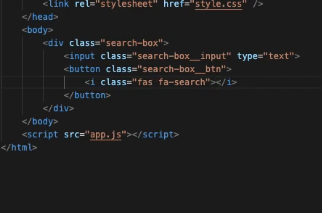 <link rel="stylesheet" href="style.css" />
</head>
<body>
<div class="search-box">
<input class="search-box__input" type="text">
<button class="search-box__btn">
<i class="fas fa-search"></i>
</button>
</div>
</body>
<script src="app.js"></script>
</html>